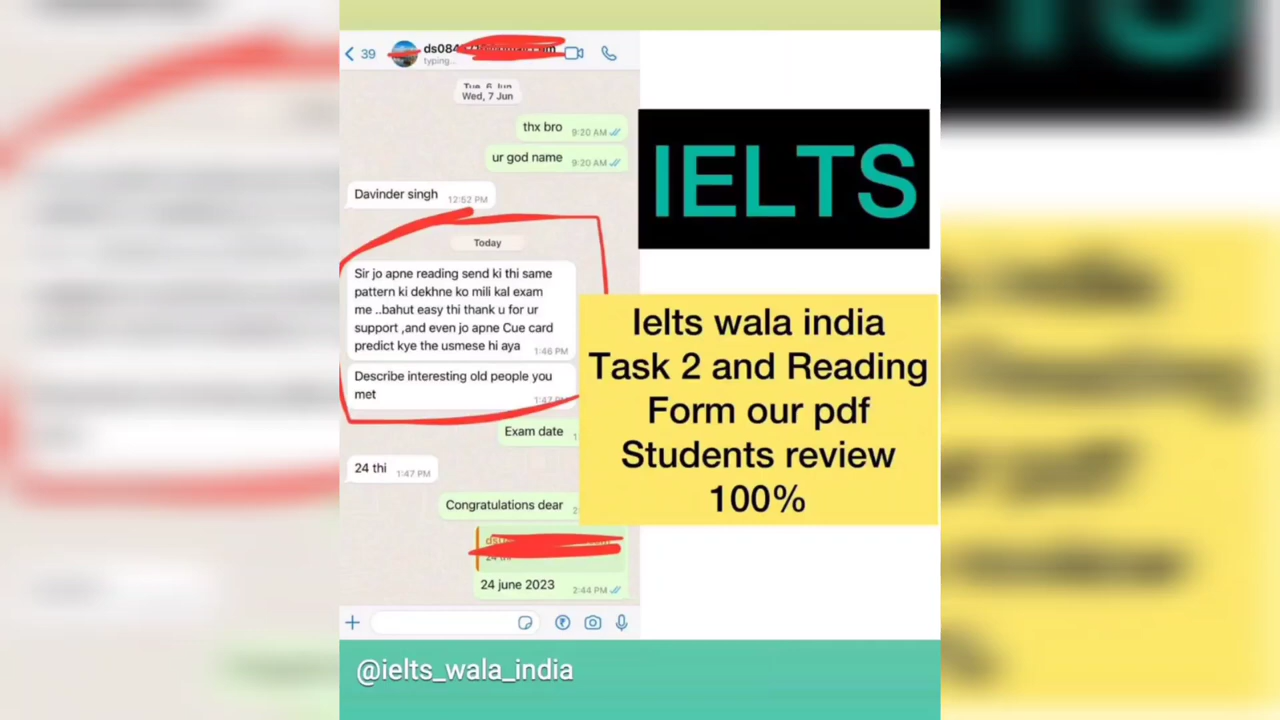 39
typing...
Tue, 6 Jun
Wed, 7 Jun
thx bro
9:20 AM
ur god name
9:20 AM
Davinder singh
12:52 PM
Today
Sir jo apne reading send ki thi same
pattern ki dekhne ko mili kal exam
me ..bahut easy thi thank u for ur
support ,and even jo apne Cue card
predict kye the usmese hi aya
1:46 PM
Describe interesting old people you
met
1:47 PM
Exam date
24 thi
1:47 PM
Congratulations dear
24 june 2023
2:44 PM
IELTS
Ielts wala india
Task 2 and Reading
Form our pdf
Students review
100%
@ielts_wala_india